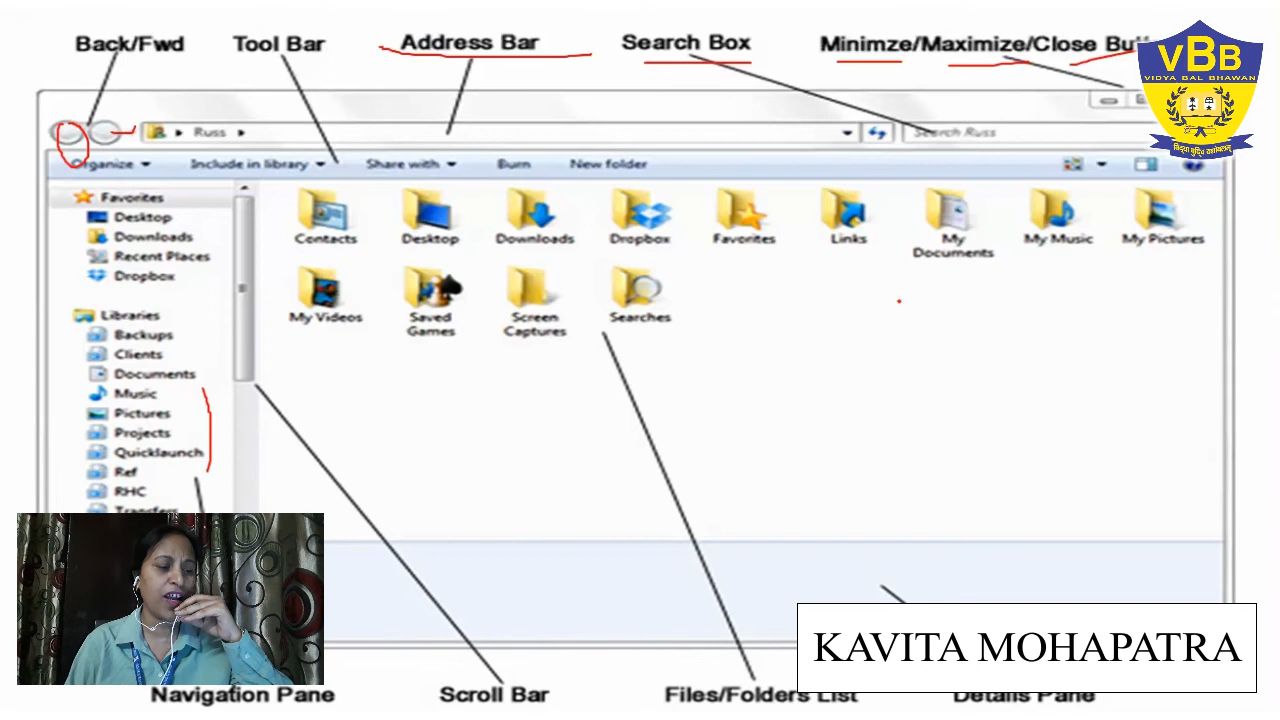 Back/Fwd Tool Bar Address Bar Search Box Minimze/Maximize/Close
VBB
VIDYA BAL BHAWAN
Russ Search Russ
Organize Include in library Share with Burn New folder
Favorites
Desktop
Downloads
Recent Places
Dropbox
Libraries
Backups
Clients
Documents
Music
Pictures
Projects
Quicklaunch
Ref
RHC
Transfers
Contacts Desktop Downloads Dropbox Favorites Links My Documents My Music My Pictures
My Videos Saved Games Screen Captures Searches
KAVITA MOHAPATRA
Navigation Pane Scroll Bar Files/Folders List Details Pane